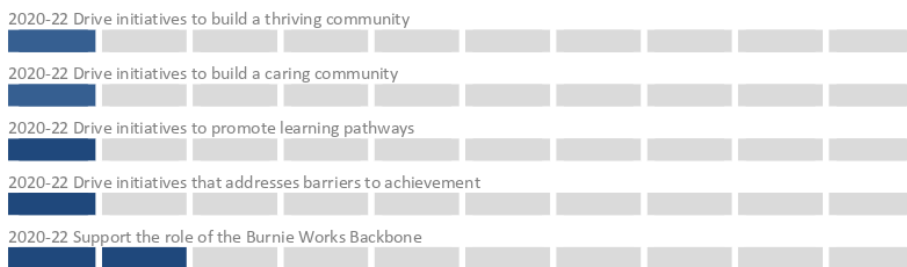 2020-22 Drive initiatives to build a thriving community
2020-22 Drive initiatives to build a caring community
2020-22 Drive initiatives to promote learning pathways
2020-22 Drive initiatives that addresses barriers to achievement
2020-22 Support the role of the Burnie Works Backbone